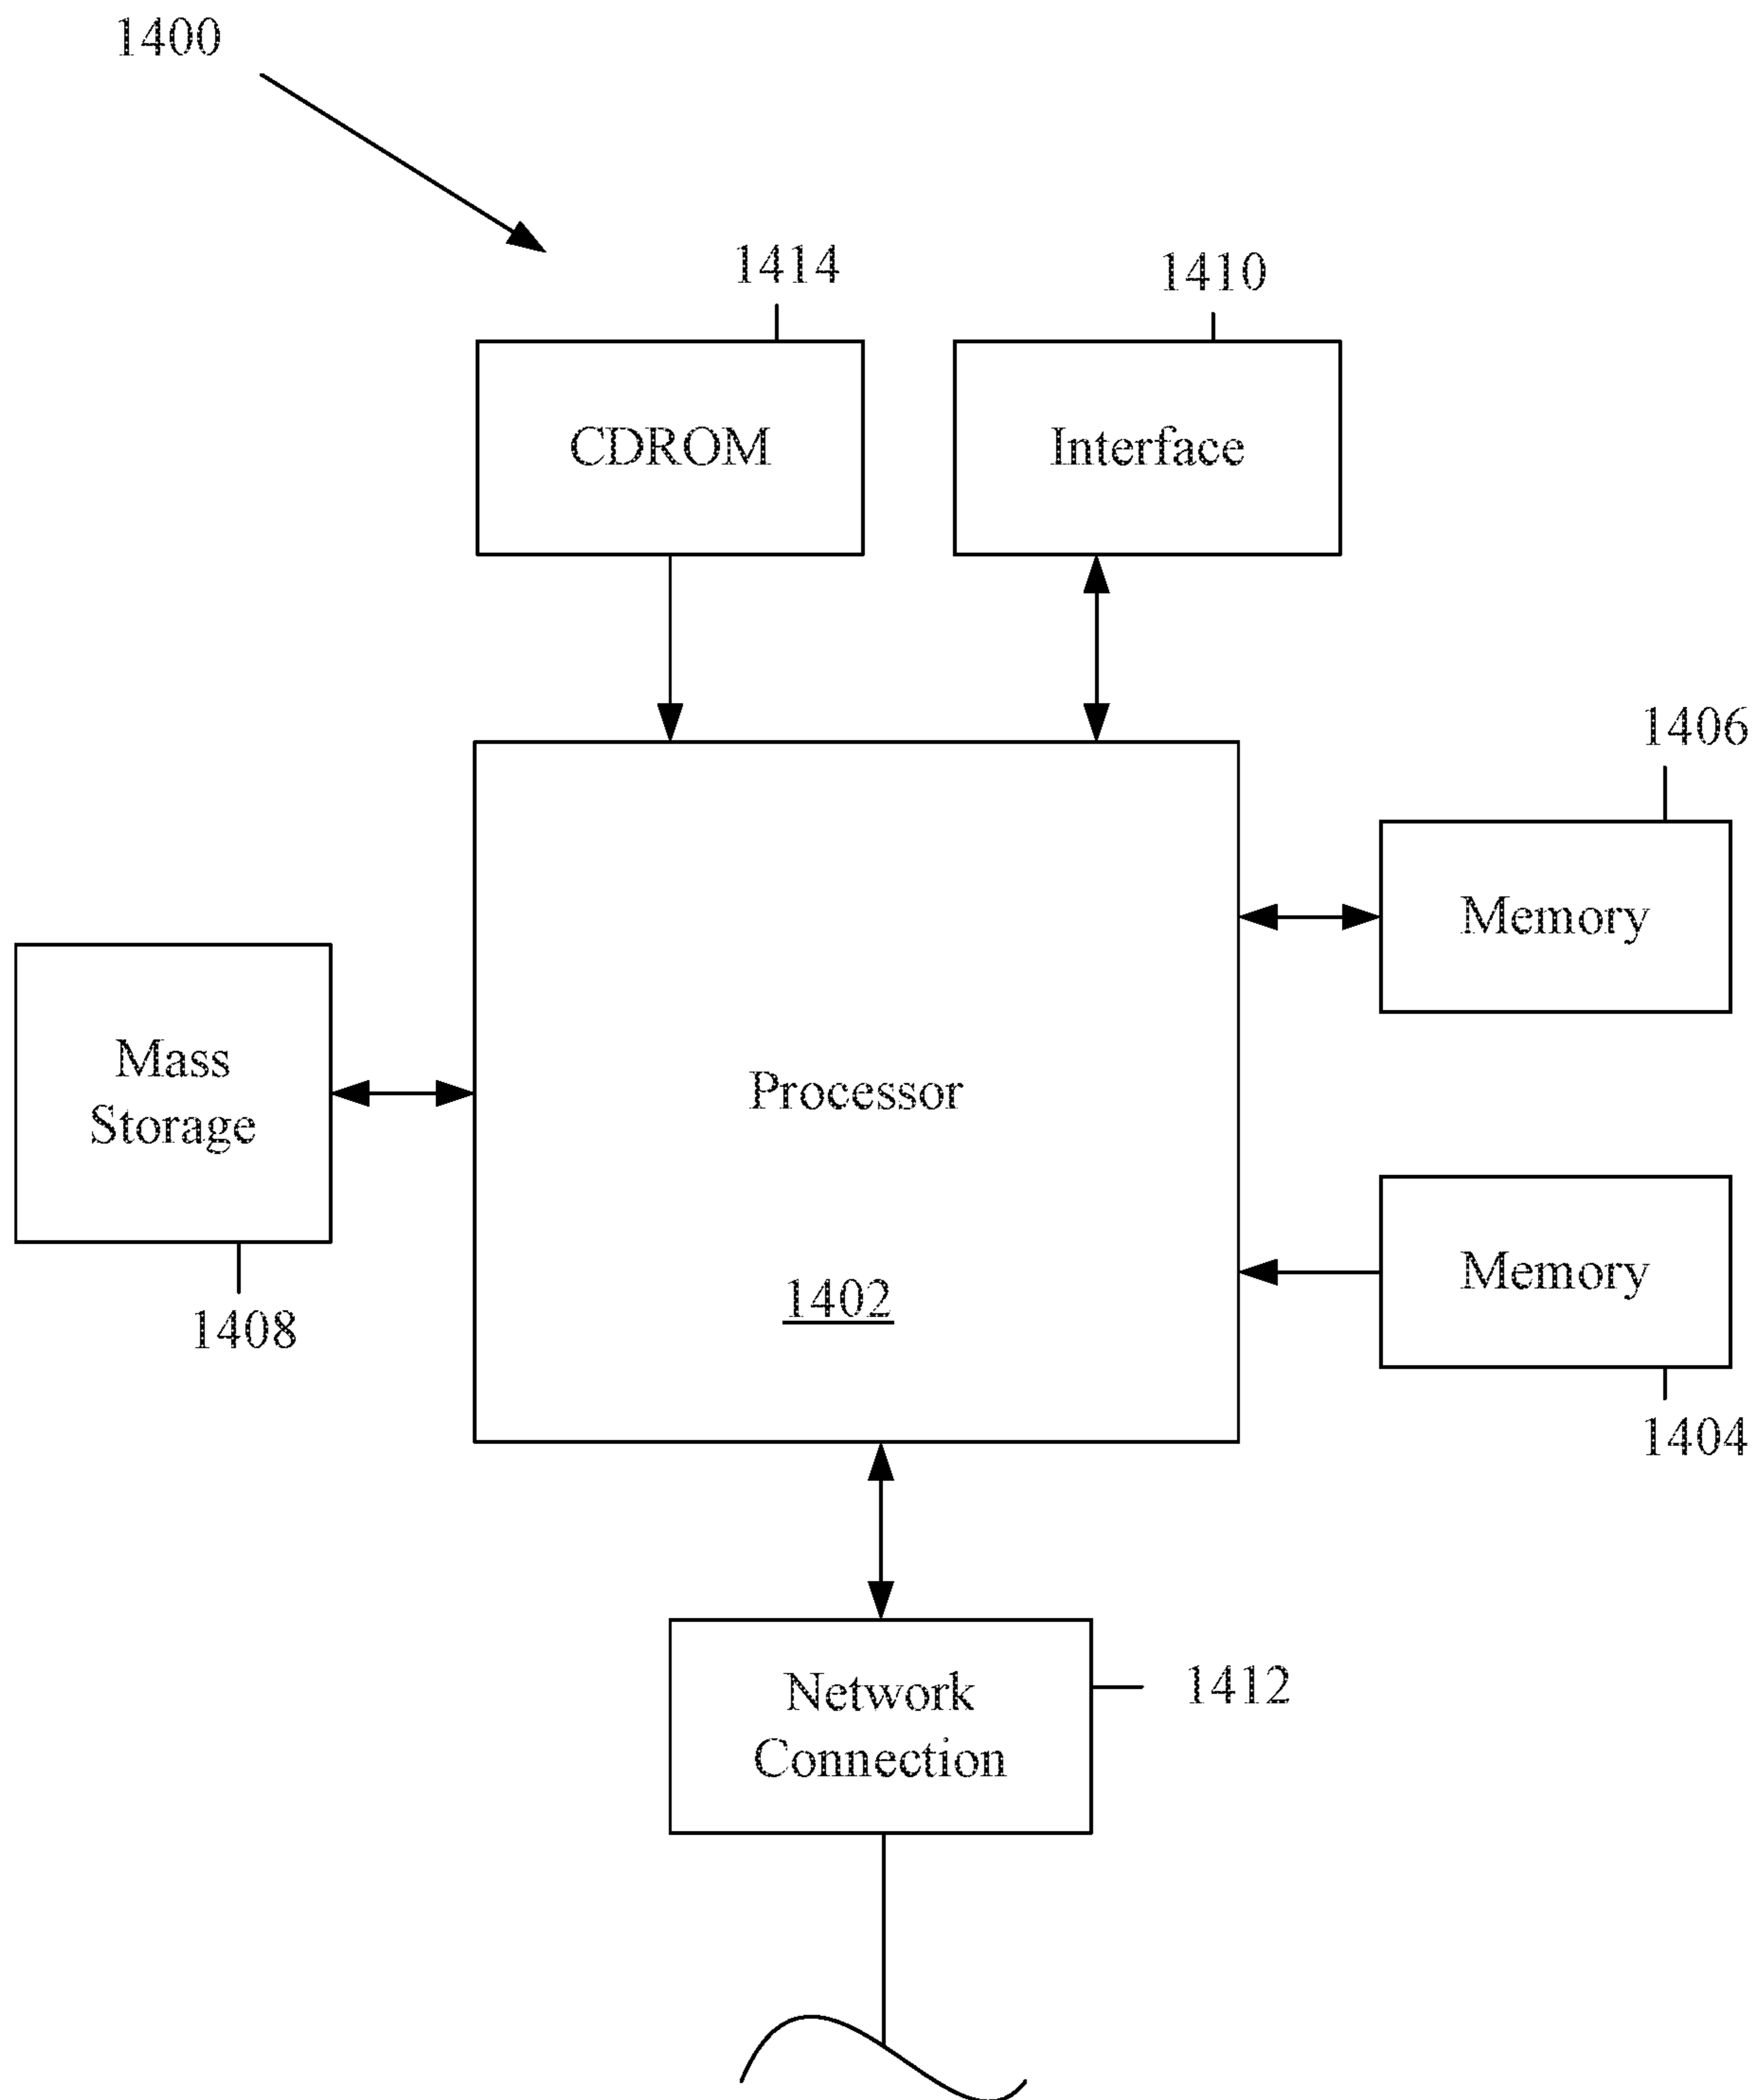 1400
1414
1410
CDROM
Interface
1406
Memory
Mass
Storage
Processor
1408
1402
Memory
1404
Network
Connection
1412